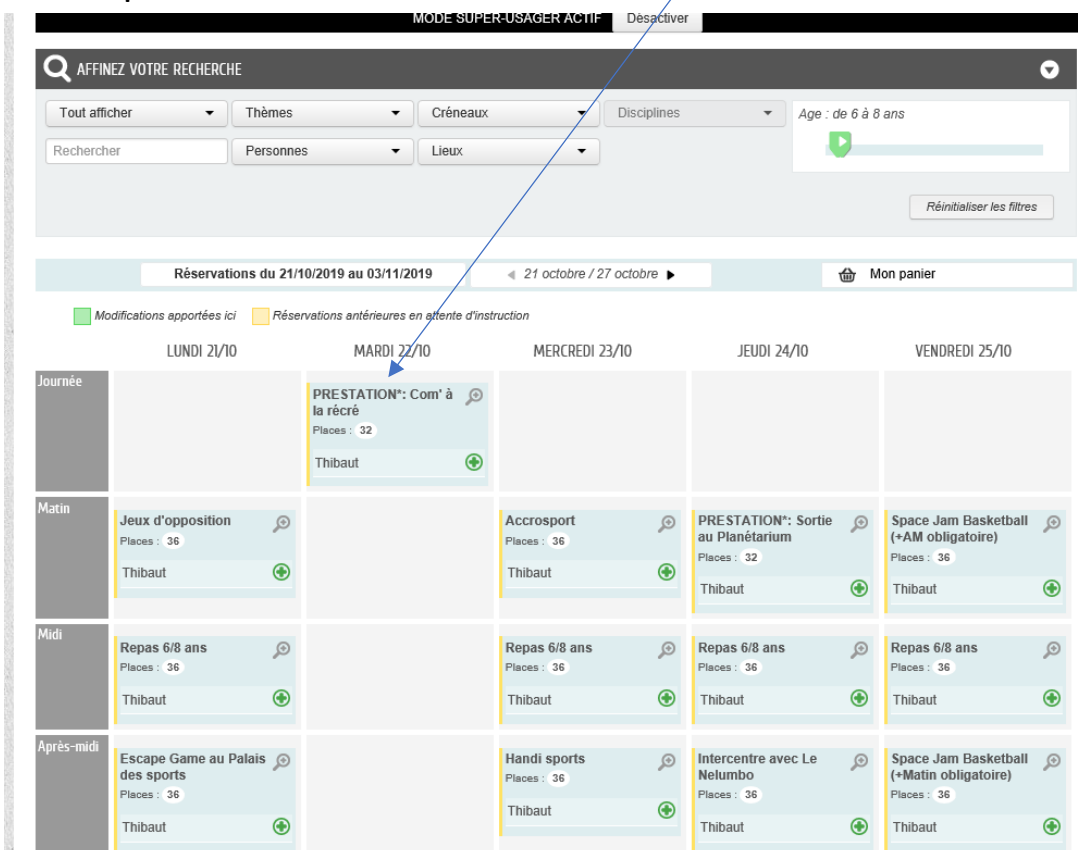 MODE SUPER-USAGER ACTIF Désactiver
AFFINEZ VOTRE RECHERCHE
Tout afficher Thèmes Créneaux Disciplines Age : de 6 à 8 ans
Rechercher Personnes Lieux
Réinitialiser les filtres
Réservations du 21/10/2019 au 03/11/2019 21 octobre / 27 octobre Mon panier
Modifications apportées ici Réservations antérieures en attente d'instruction
LUNDI 21/10 MARDI 22/10 MERCREDI 23/10 JEUDI 24/10 VENDREDI 25/10
Journée
PRESTATION*: Com' à
la récré
Places : 32
Thibaut
Matin
Jeux d'opposition
Places : 36
Thibaut
Accrosport
Places : 36
Thibaut
PRESTATION*: Sortie
au Planétarium
Places : 32
Thibaut
Space Jam Basketball
(+AM obligatoire)
Places : 36
Thibaut
Midi
Repas 6/8 ans
Places : 36
Thibaut
Repas 6/8 ans
Places : 36
Thibaut
Repas 6/8 ans
Places : 36
Thibaut
Repas 6/8 ans
Places : 36
Thibaut
Après-midi
Escape Game au Palais
des sports
Places : 36
Thibaut
Handi sports
Places : 36
Thibaut
Intercentre avec Le
Nelumbo
Places : 36
Thibaut
Space Jam Basketball
(+Matin obligatoire)
Places : 36
Thibaut